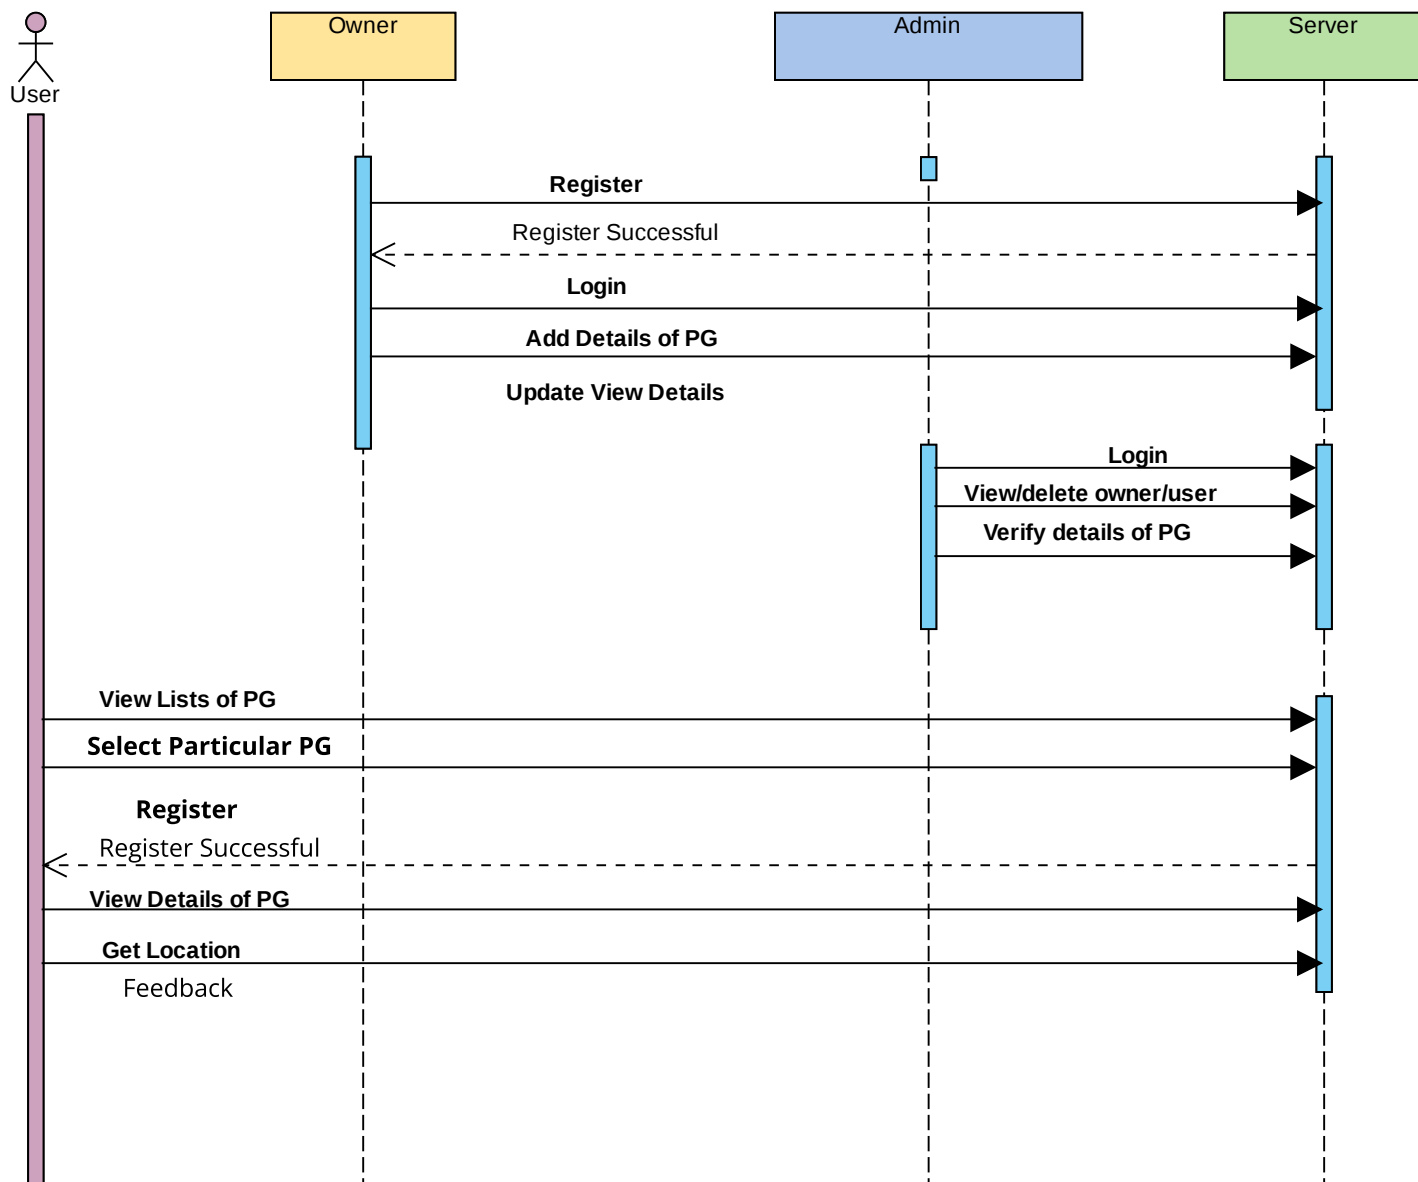 Owner
Admin
Server
User
Register
Register Successful
Login
Add Details of PG
Update View Details
Login
View/delete owner/user
Verify details of PG
View Lists of PG
Select Particular PG
Register
Register Successful
View Details of PG
Get Location
Feedback